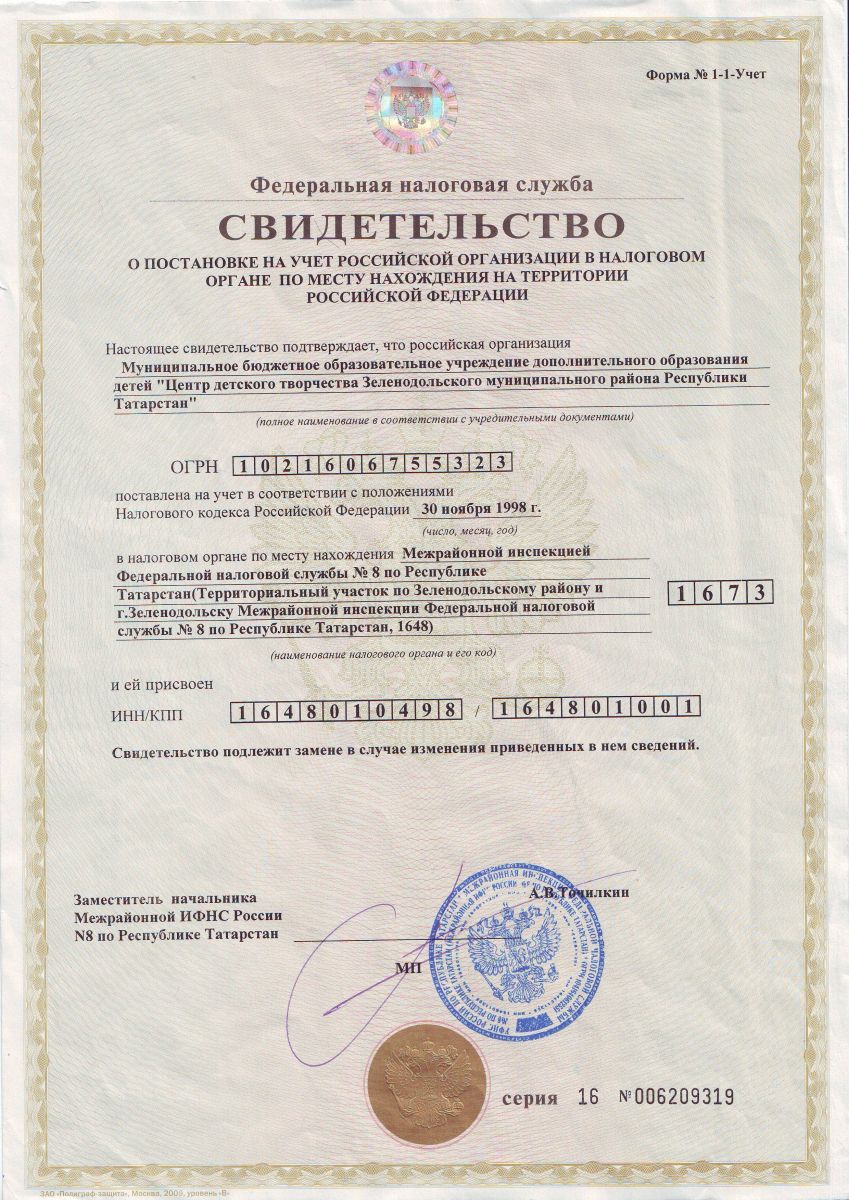 Форма № 1-1-Учет
Федеральная налоговая служба
СВИДЕТЕЛЬСТВО
О ПОСТАНОВКЕ НА УЧЕТ РОССИЙСКОЙ ОРГАНИЗАЦИИ В НАЛОГОВОМ
ОРГАНЕ ПО МЕСТУ НАХОЖДЕНИЯ НА ТЕРРИТОРИИ
РОССИЙСКОЙ ФЕДЕРАЦИИ
Настоящее свидетельство подтверждает, что российская организация
Муниципальное бюджетное образовательное учреждение дополнительного образования
детей "Центр детского творчества Зеленодольского муниципального района Республики
Татарстан"
(полное наименование в соответствии с учредительными документами)
ОГРН 1021606755323
поставлена на учет в соответствии с положениями
Налогового кодекса Российской Федерации 30 ноября 1998 г.
(число, месяц, год)
в налоговом органе по месту нахождения Межрайонной инспекцией
Федеральной налоговой службы № 8 по Республике
Татарстан(Территориальный участок по Зеленодольскому району и
г.Зеленодольску Межрайонной инспекции Федеральной налоговой
службы № 8 по Республике Татарстан, 1648)
1673
(наименование налогового органа и его код)
и ей присвоен
ИНН/КПП 1648010498 / 164801001
Свидетельство подлежит замене в случае изменения приведенных в нем сведений.
Заместитель начальника
Межрайонной ИФНС России
N8 по Республике Татарстан
А.В.Точилкин
МП
серия 16 №006209319
ЗАО «Полиграф-защита», Москва, 2009, уровень «В»